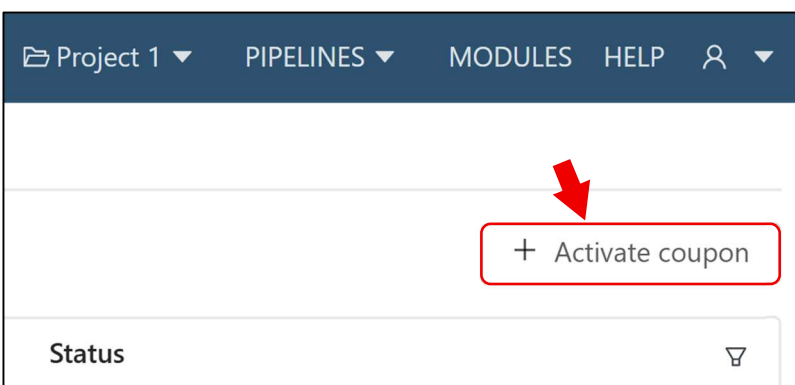 Project 1 PIPELINES MODULES HELP
+ Activate coupon
Status